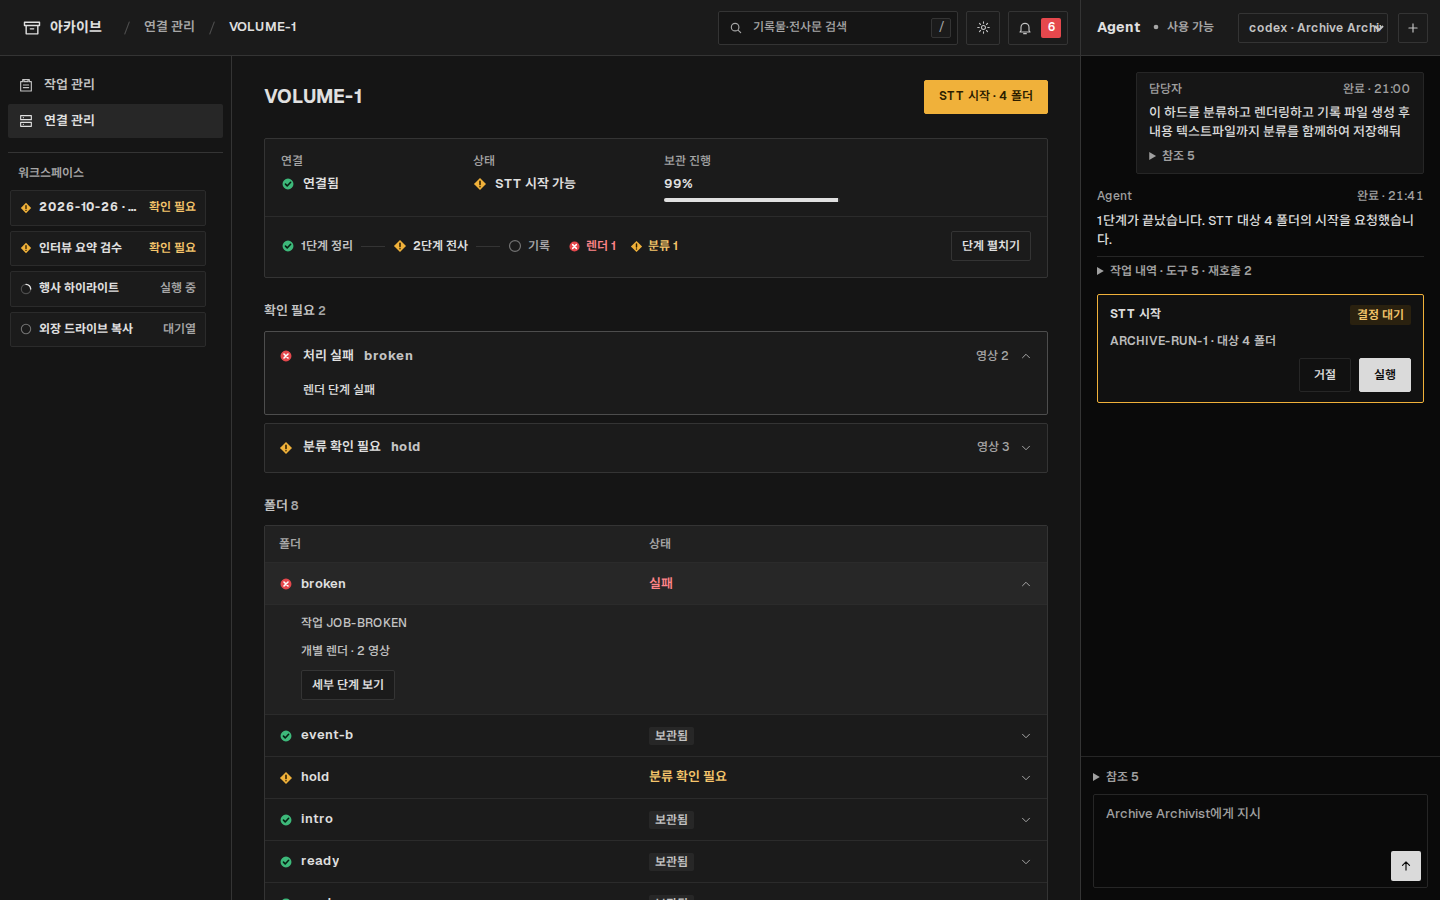 아카이브 / 연결 관리 / VOLUME-1
기록물·전사문 검색 /
6
Agent • 사용 가능
codex · Archive Archi
작업 관리
연결 관리
워크스페이스
2026-10-26 · ... 확인 필요
인터뷰 요약 검수 확인 필요
행사 하이라이트 실행 중
외장 드라이브 복사 대기열
VOLUME-1
STT 시작 · 4 폴더
연결 상태 보관 진행
연결됨 STT 시작 가능 99%
1단계 정리 2단계 전사 기록 렌더 1 분류 1 단계 펼치기
확인 필요 2
처리 실패 broken 영상 2
렌더 단계 실패
분류 확인 필요 hold 영상 3
폴더 8
폴더 상태
broken 실패
작업 JOB-BROKEN
개별 렌더 · 2 영상
세부 단계 보기
event-b 보관됨
hold 분류 확인 필요
intro 보관됨
ready 보관됨
담당자 완료 · 21:00
이 하드를 분류하고 렌더링하고 기록 파일 생성 후
내용 텍스트파일까지 분류를 함께하여 저장해둬
참조 5
Agent 완료 · 21:41
1단계가 끝났습니다. STT 대상 4 폴더의 시작을 요청했습니
다.
작업 내역 · 도구 5 · 재호출 2
STT 시작 결정 대기
ARCHIVE-RUN-1 · 대상 4 폴더
거절 실행
참조 5
Archive Archivist에게 지시